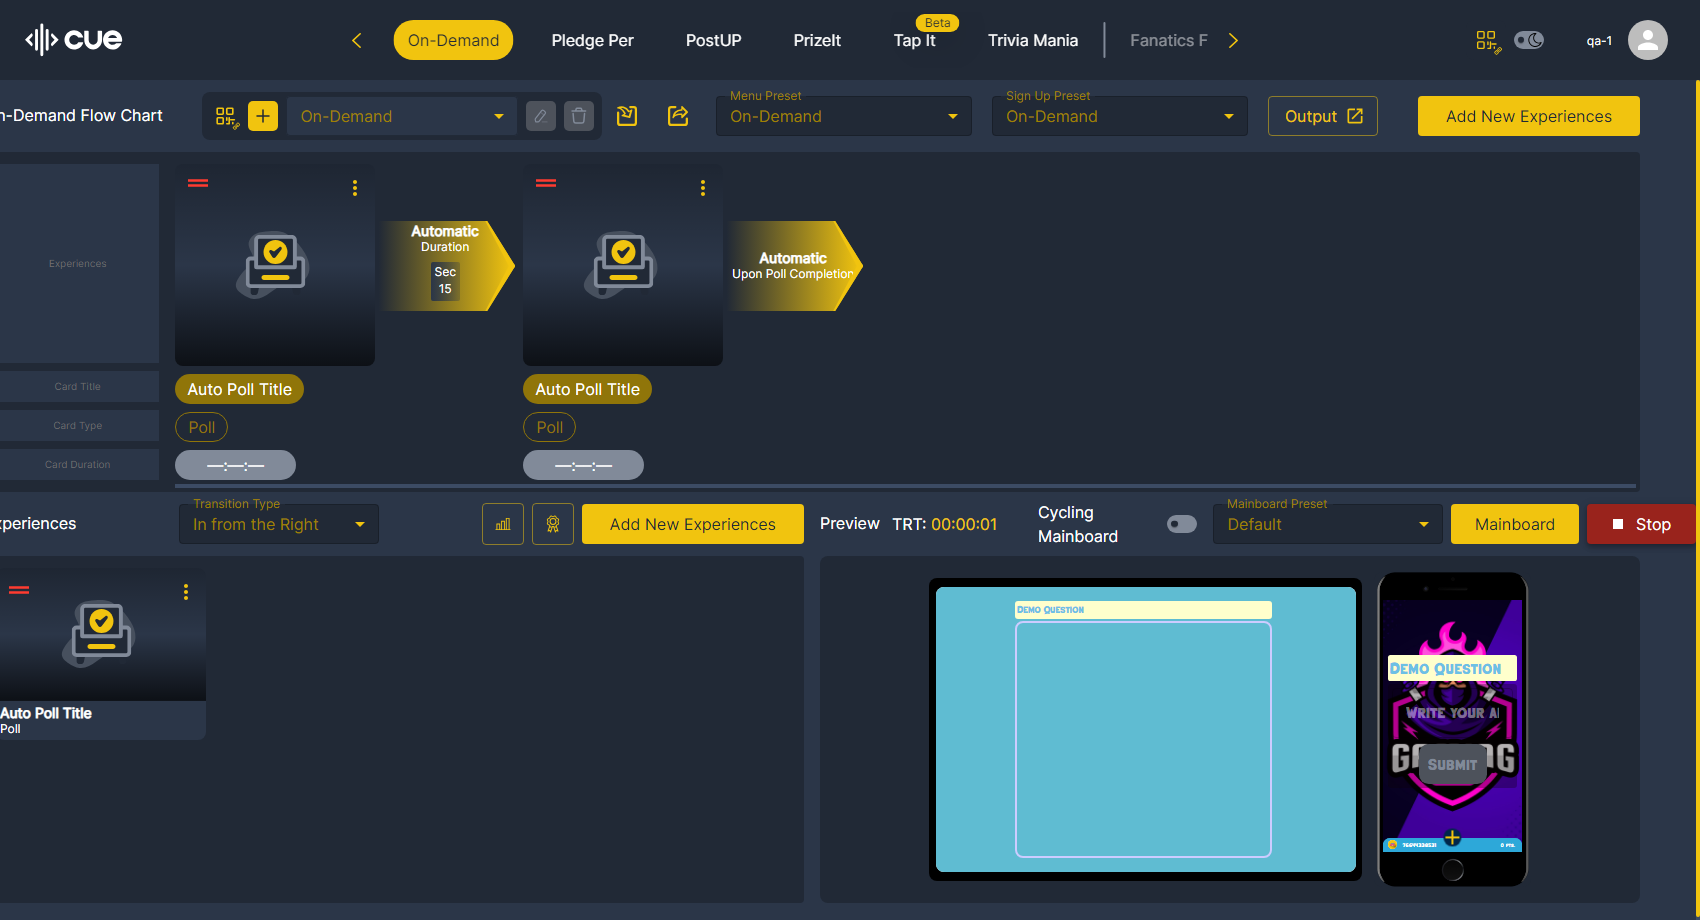 cue
On-Demand
Pledge Per
PostUP
PrizeIt
Beta
Tap It
Trivia Mania
Fanatics F
qa-1
n-Demand Flow Chart
On-Demand
Menu Preset
On-Demand
Sign Up Preset
On-Demand
Output
Add New Experiences
Experiences
Automatic
Duration
Sec
15
Automatic
Upon Poll Completion
Card Title
Auto Poll Title
Auto Poll Title
Card Type
Poll
Poll
Card Duration
—:—:—
—:—:—
xperiences
Transition Type
In from the Right
Add New Experiences
Preview
TRT: 00:00:01
Cycling
Mainboard
Mainboard Preset
Default
Mainboard
Stop
Auto Poll Title
Poll
Demo Question
Demo Question
Write your a
Submit
0 pts.